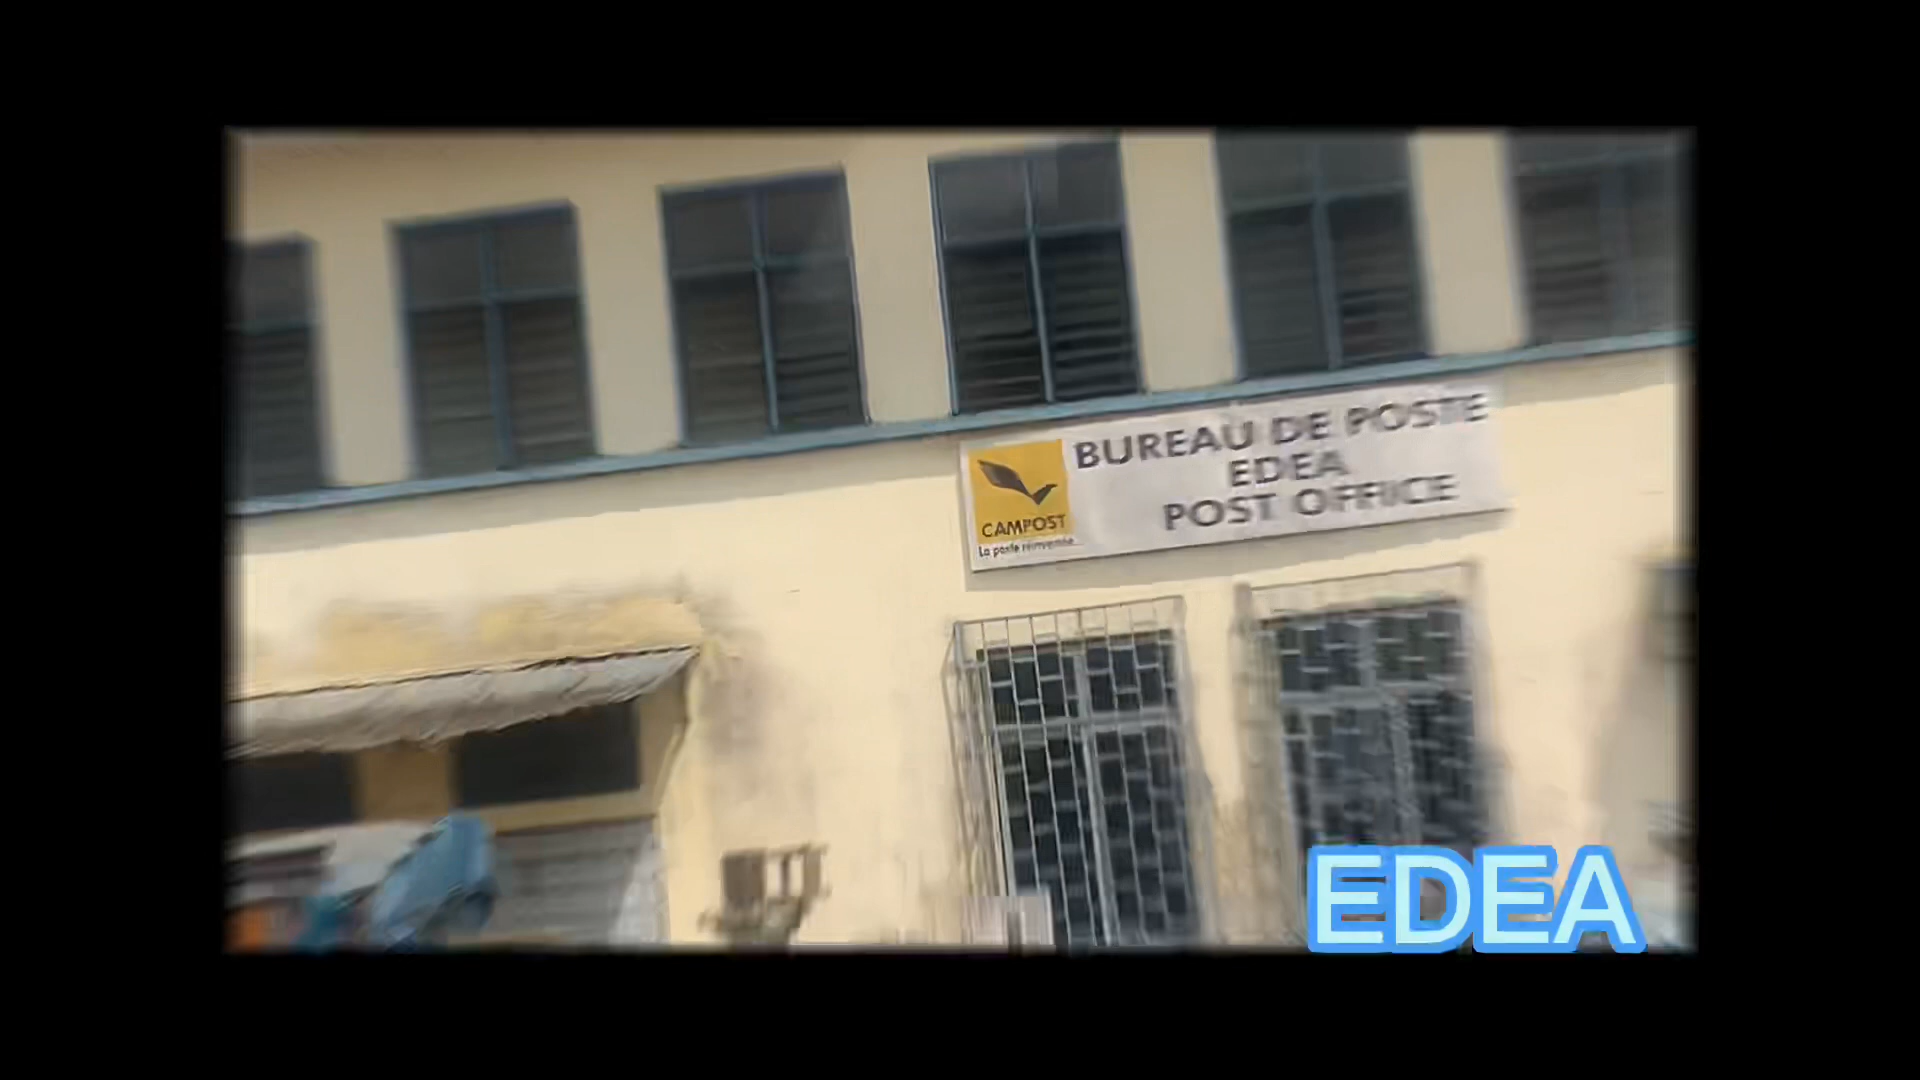 BUREAU DE POSTE
EDEA
POST OFFICE
CAMPOST
La poste réinventée
EDEA